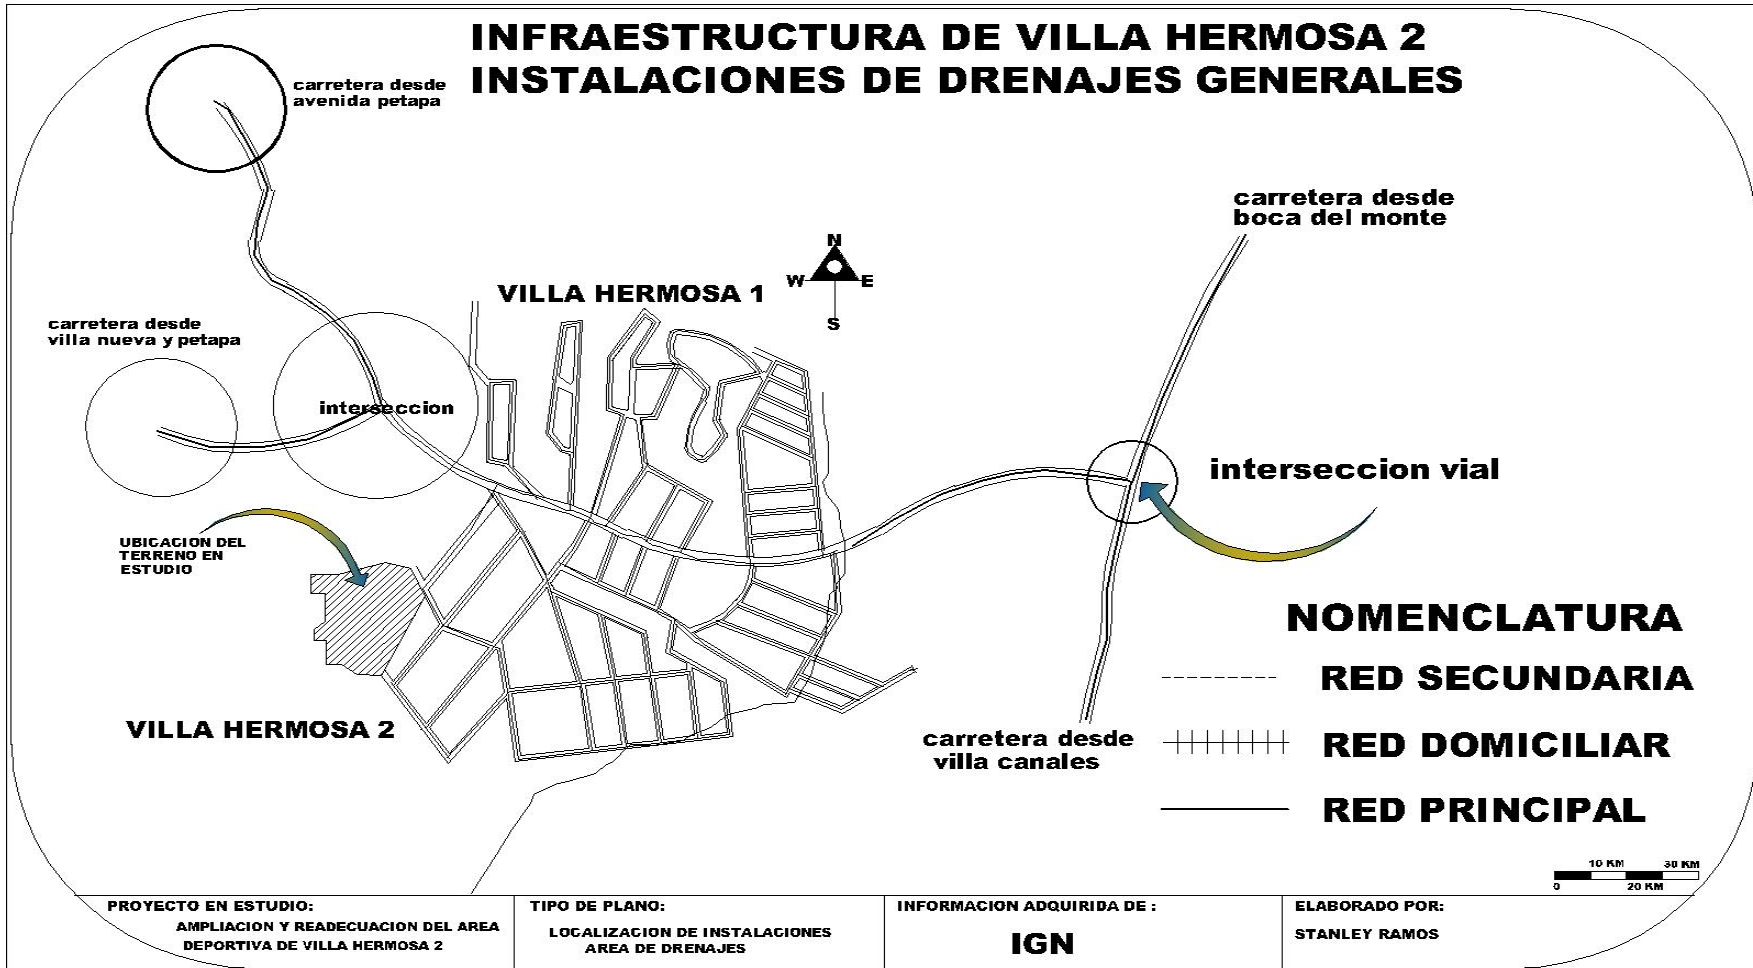 INFRAESTRUCTURA DE VILLA HERMOSA 2
INSTALACIONES DE DRENAJES GENERALES
carretera desde
avenida petapa
carretera desde
boca del monte
N
W
E
S
VILLA HERMOSA 1
carretera desde
villa nueva y petapa
interseccion
interseccion vial
UBICACION DEL
TERRENO EN
ESTUDIO
VILLA HERMOSA 2
carretera desde
villa canales
NOMENCLATURA
RED SECUNDARIA
RED DOMICILIAR
RED PRINCIPAL
10 KM
30 KM
0
20 KM
PROYECTO EN ESTUDIO:
AMPLIACION Y READECUACION DEL AREA
DEPORTIVA DE VILLA HERMOSA 2
TIPO DE PLANO:
LOCALIZACION DE INSTALACIONES
AREA DE DRENAJES
INFORMACION ADQUIRIDA DE :
IGN
ELABORADO POR:
STANLEY RAMOS